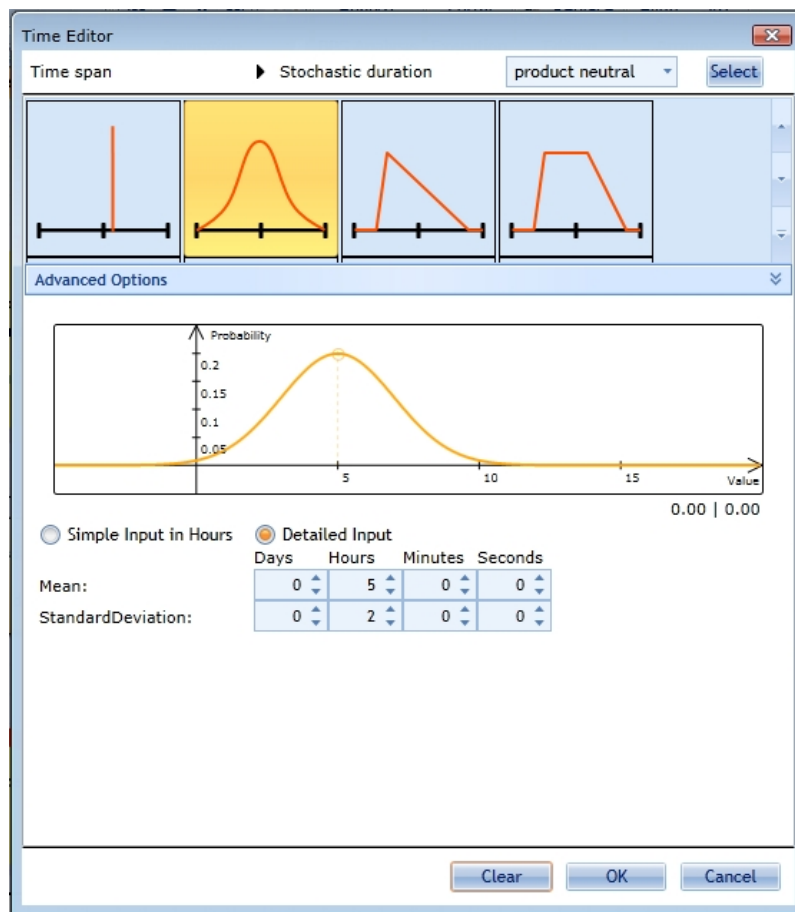 Time Editor
Time span Stochastic duration product neutral Select
Advanced Options
Probability
0.2
0.15
0.1
0.05
5 10 15
Value
0.00 | 0.00
Simple Input in Hours Detailed Input
Days Hours Minutes Seconds
Mean: 0 5 0 0
StandardDeviation: 0 2 0 0
Clear OK Cancel